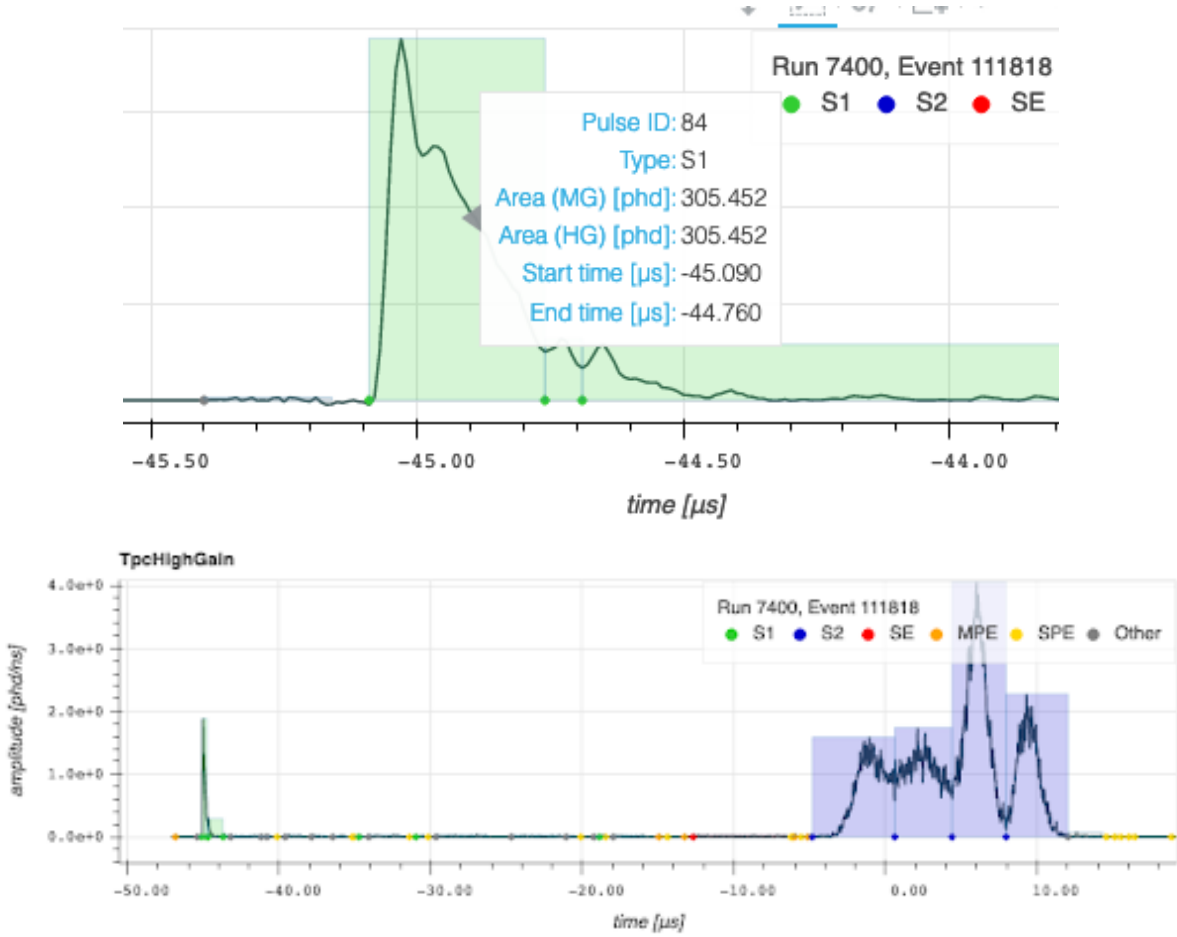 Run 7400, Event 111818
S1 S2 SE
Pulse ID: 84
Type: S1
Area (MG) [phd]: 305.452
Area (HG) [phd]: 305.452
Start time [μs]: -45.090
End time [μs]: -44.760
-45.50 -45.00 -44.50 -44.00
time [μs]
TpcHighGain
Run 7400, Event 111818
S1 S2 SE MPE SPE Other
amplitude [phd/ns]
4.0e+0
3.0e+0
2.0e+0
1.0e+0
0.0e+0
-50.00 -40.00 -30.00 -20.00 -10.00 0.00 10.00
time [μs]